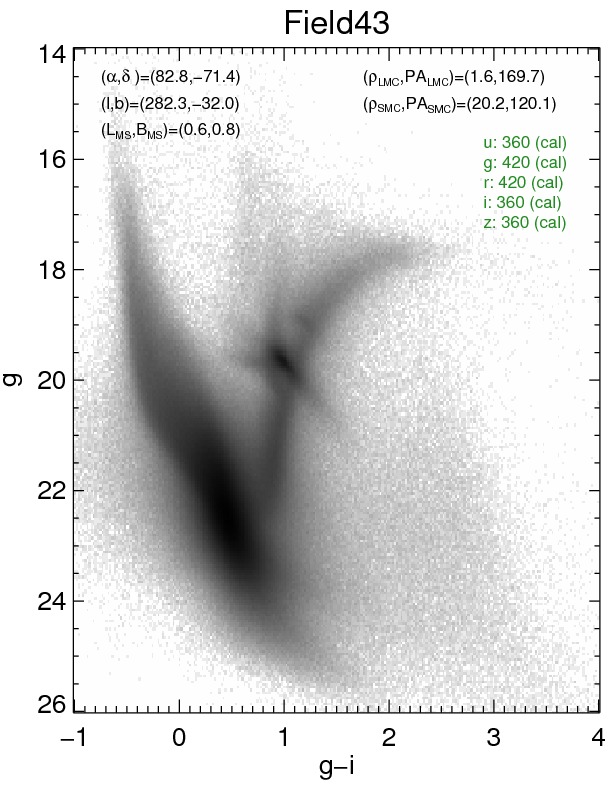 Field43
(α,δ )=(82.8,−71.4)
(ρLMC,PALMC)=(1.6,169.7)
(l,b)=(282.3,−32.0)
(ρSMC,PASMC)=(20.2,120.1)
(LMS,BMS)=(0.6,0.8)
u: 360 (cal)
g: 420 (cal)
r: 420 (cal)
i: 360 (cal)
z: 360 (cal)
14
16
18
20
22
24
26
g
−1 0 1 2 3 4
g−i